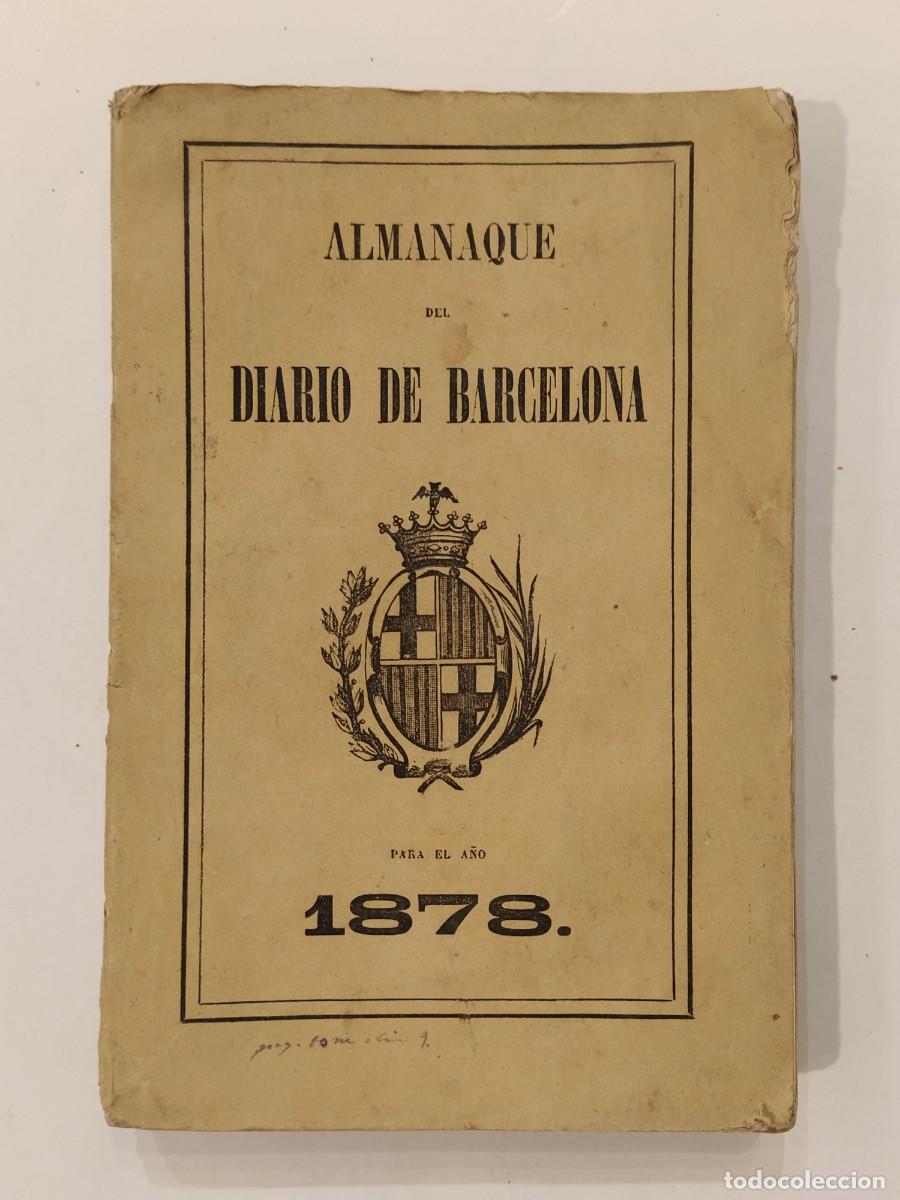 ALMANAQUE
DEL
DIARIO DE BARCELONA
PARA EL AÑO
1878.
todocoleccion